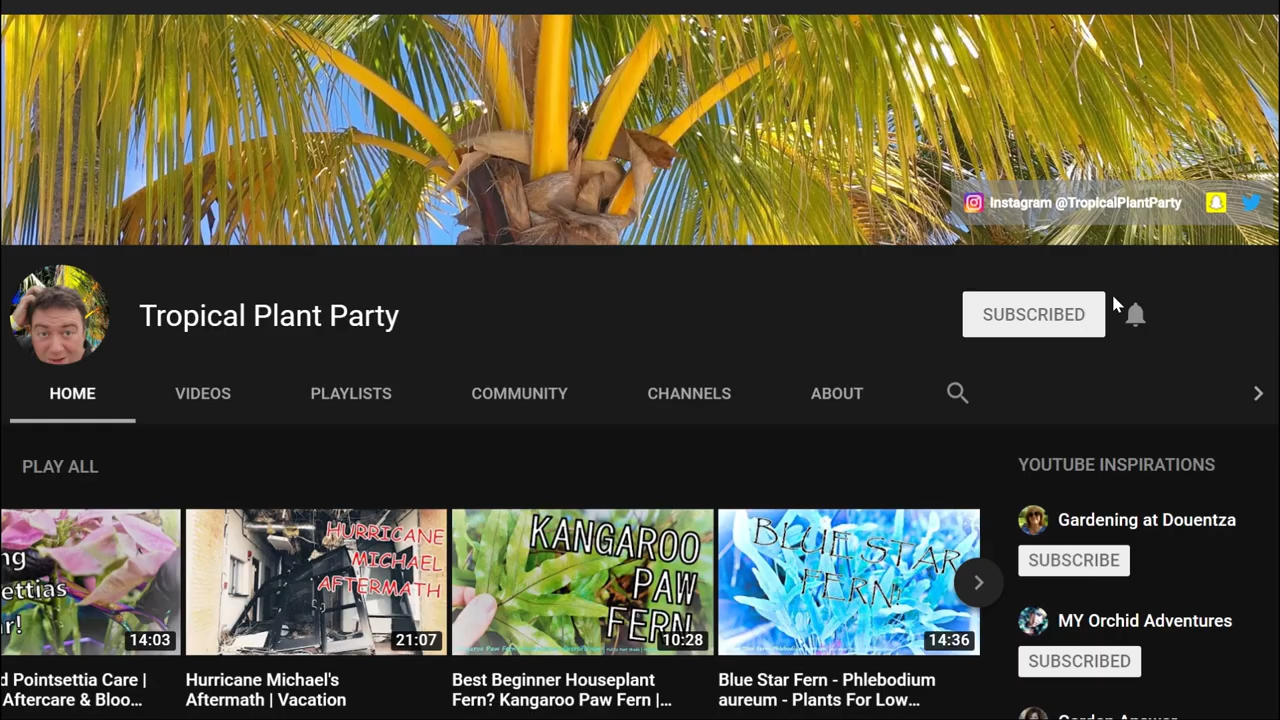 Instagram @TropicalPlantParty
Tropical Plant Party
SUBSCRIBED
HOME
VIDEOS
PLAYLISTS
COMMUNITY
CHANNELS
ABOUT
PLAY ALL
YOUTUBE INSPIRATIONS
ng
ettias
r!
14:03
HURRICANE
MICHAEL
AFTERMATH
21:07
KANGAROO
PAW
FERN
10:28
BLUE STAR
FERN
14:36
d Pointsettia Care |
Aftercare & Bloo...
Hurricane Michael's
Aftermath | Vacation
Best Beginner Houseplant
Fern? Kangaroo Paw Fern |...
Blue Star Fern - Phlebodium
aureum - Plants For Low...
Gardening at Douentza
SUBSCRIBE
MY Orchid Adventures
SUBSCRIBED